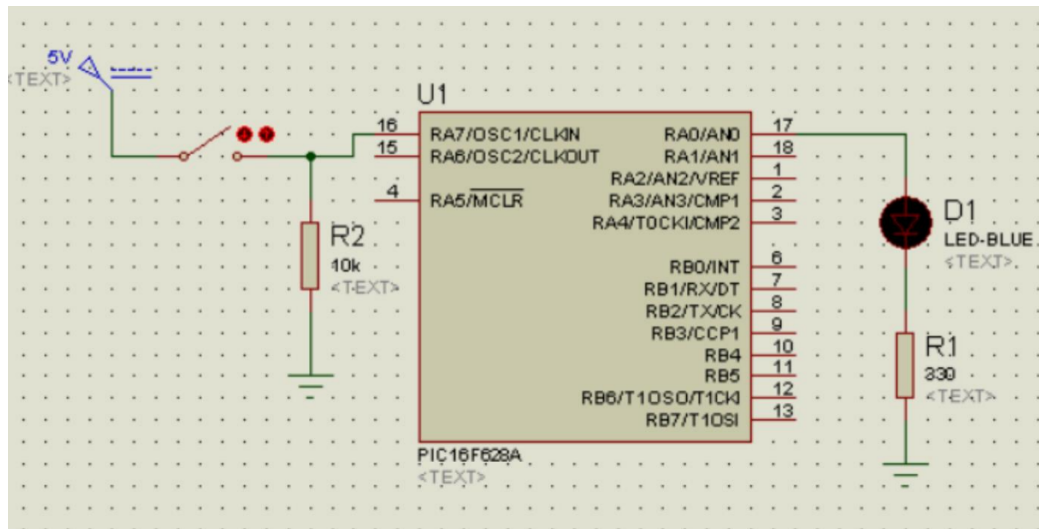 5V
<TEXT>
U1
16
RA7/OSC1/CLKIN
15
RA6/OSC2/CLKOUT
4
RA5/MCLR
RA0/AN0
17
RA1/AN1
18
RA2/AN2/VREF
1
RA3/AN3/CMP1
2
RA4/T0CKI/CMP2
3
RB0/INT
6
RB1/RX/DT
7
RB2/TX/CK
8
RB3/CCP1
9
RB4
10
RB5
11
RB6/T1OSO/T1CKI
12
RB7/T1OSI
13
PIC16F628A
<TEXT>
R2
10k
<TEXT>
D1
LED-BLUE
<TEXT>
R1
330
<TEXT>